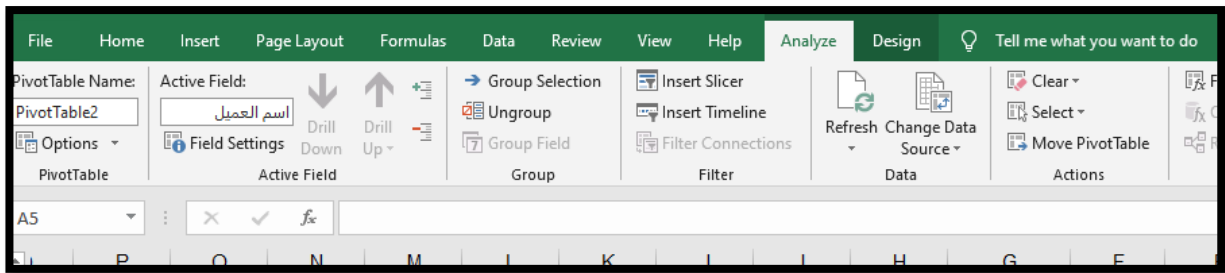 File Home Insert Page Layout Formulas Data Review View Help Analyze Design Tell me what you want to do
PivotTable Name:
PivotTable2
Options
PivotTable
Active Field:
اسم العميل
Field Settings
Drill Down
Drill Up
Active Field
Group Selection
Ungroup
Group Field
Group
Insert Slicer
Insert Timeline
Filter Connections
Filter
Refresh
Change Data
Source
Data
Clear
Select
Move PivotTable
Actions
A5
fx